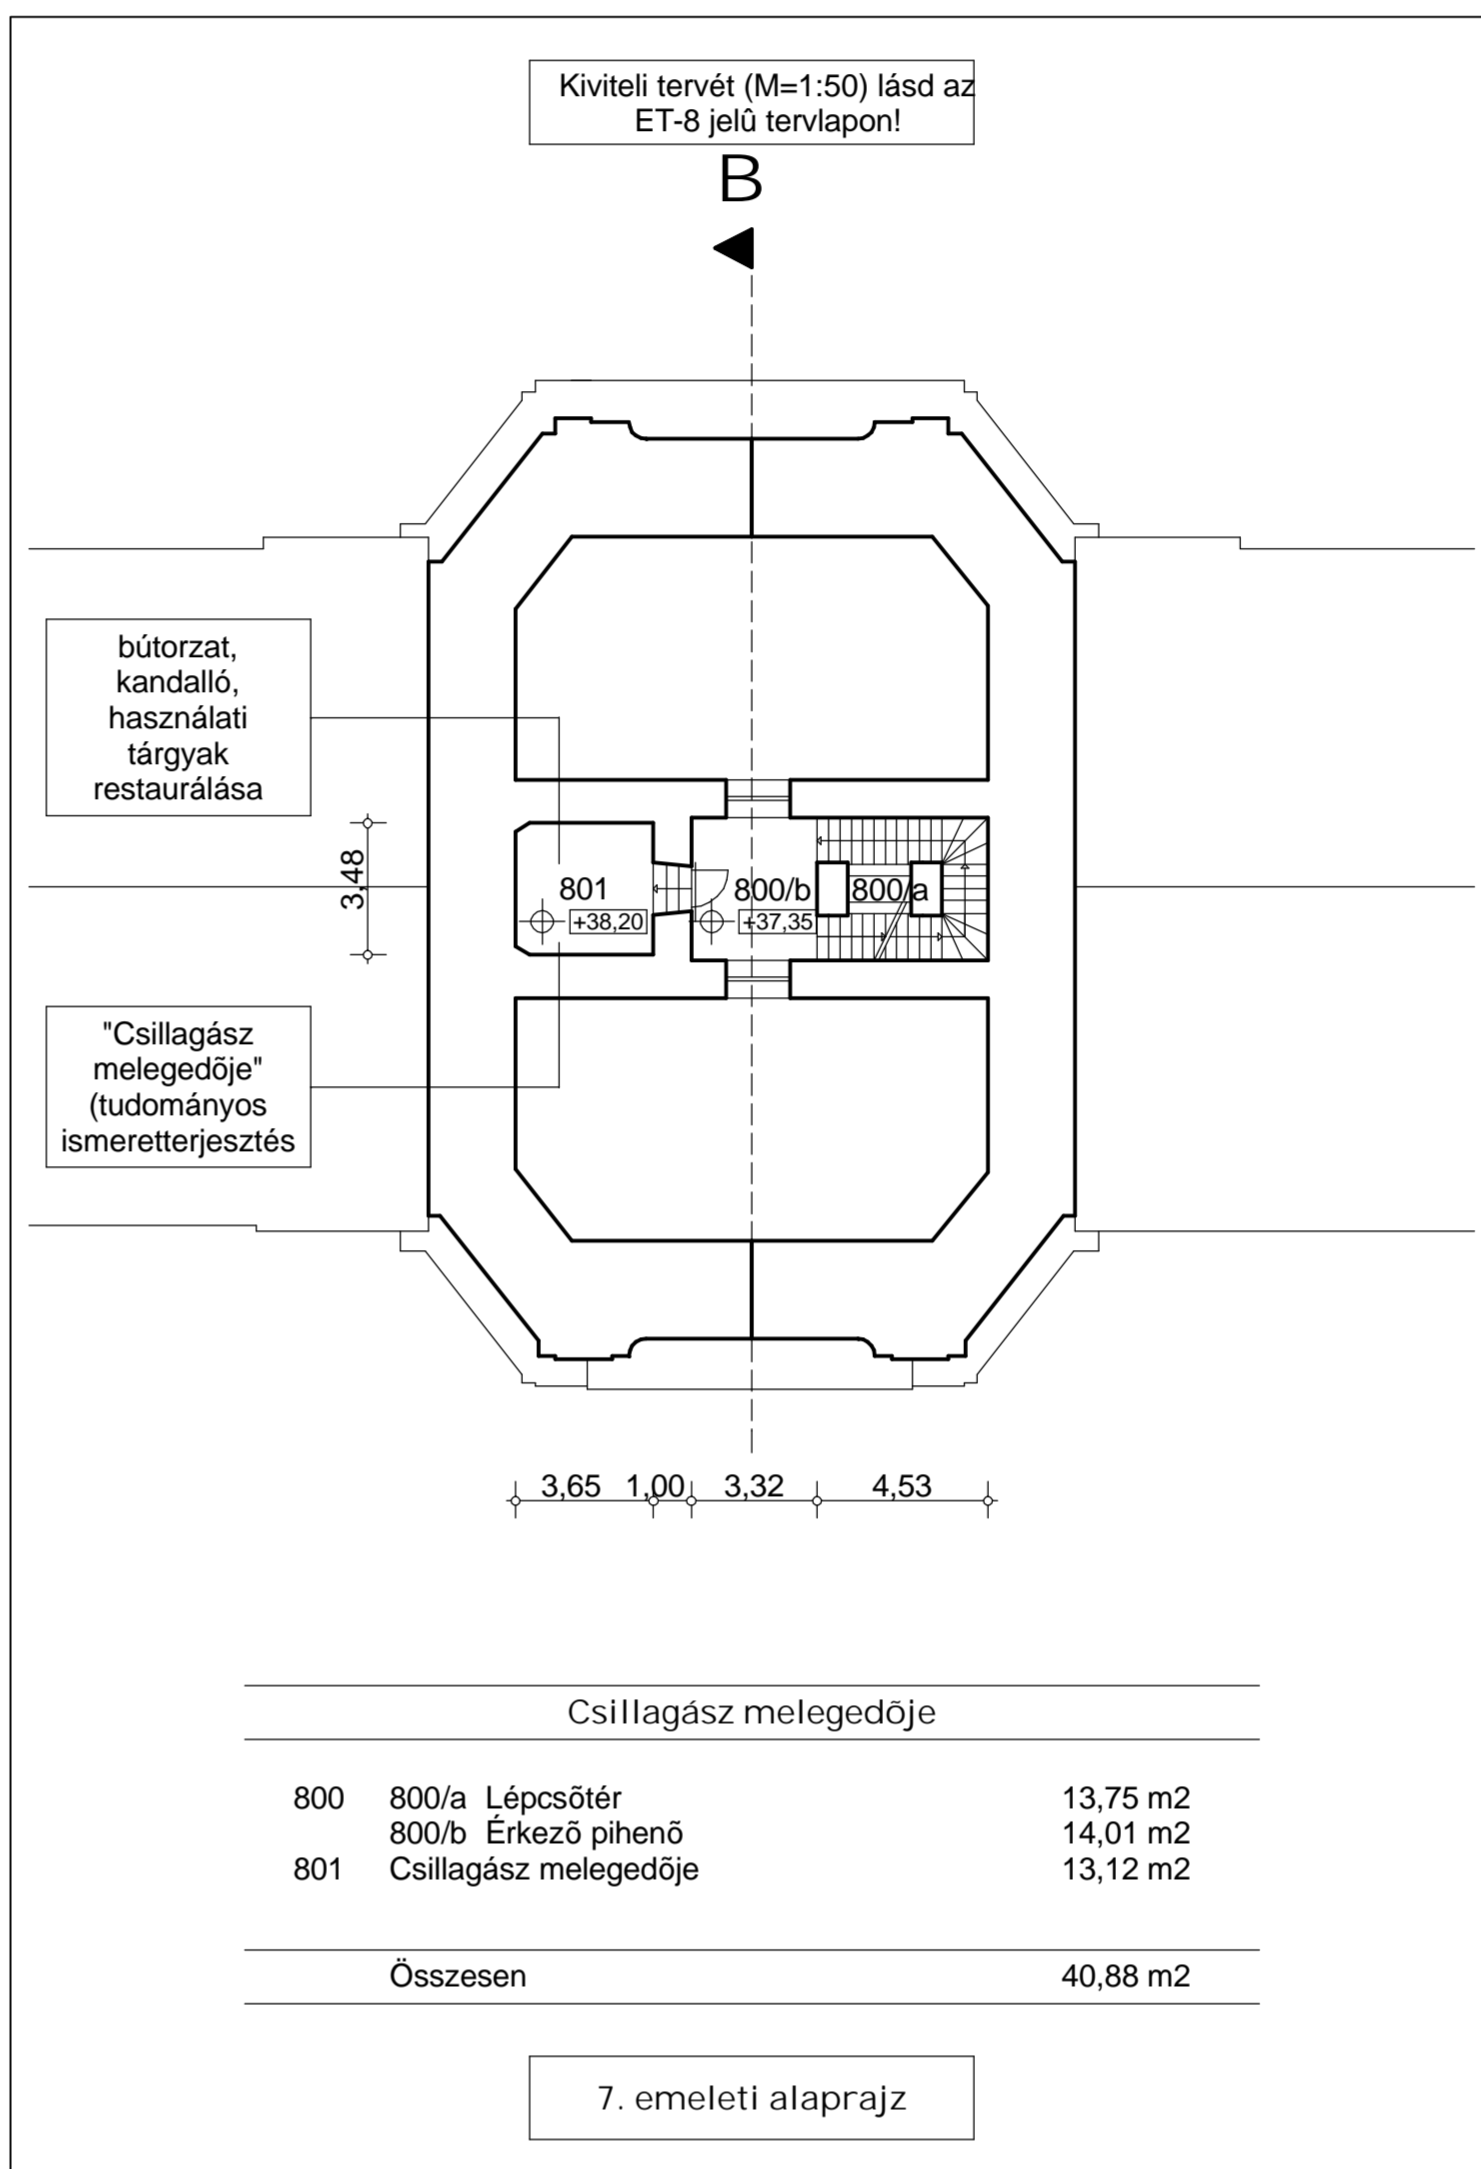 Kiviteli tervét (M=1:50) lásd az
ET-8 jelû tervlapon!
B
bútorzat,
kandalló,
használati
tárgyak
restaurálása
3,48
801
+38,20
800/b
+37,35
800/a
"Csillagász
melegedõje"
(tudományos
ismeretterjesztés
3,65 1,00 3,32 4,53
Csillagász melegedõje
800 800/a Lépcsõtér 13,75 m2
800/b Érkezõ pihenõ 14,01 m2
801 Csillagász melegedõje 13,12 m2
Összesen 40,88 m2
7. emeleti alaprajz